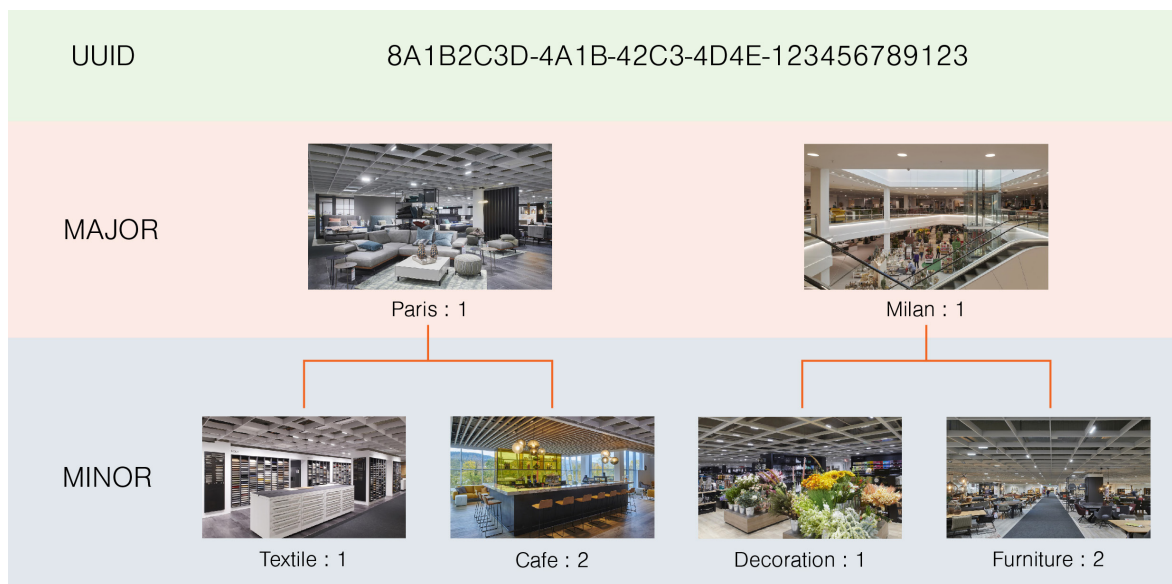 UUID 8A1B2C3D-4A1B-42C3-4D4E-123456789123
MAJOR
Paris : 1
Milan : 1
MINOR
Textile : 1
Cafe : 2
Decoration : 1
Furniture : 2